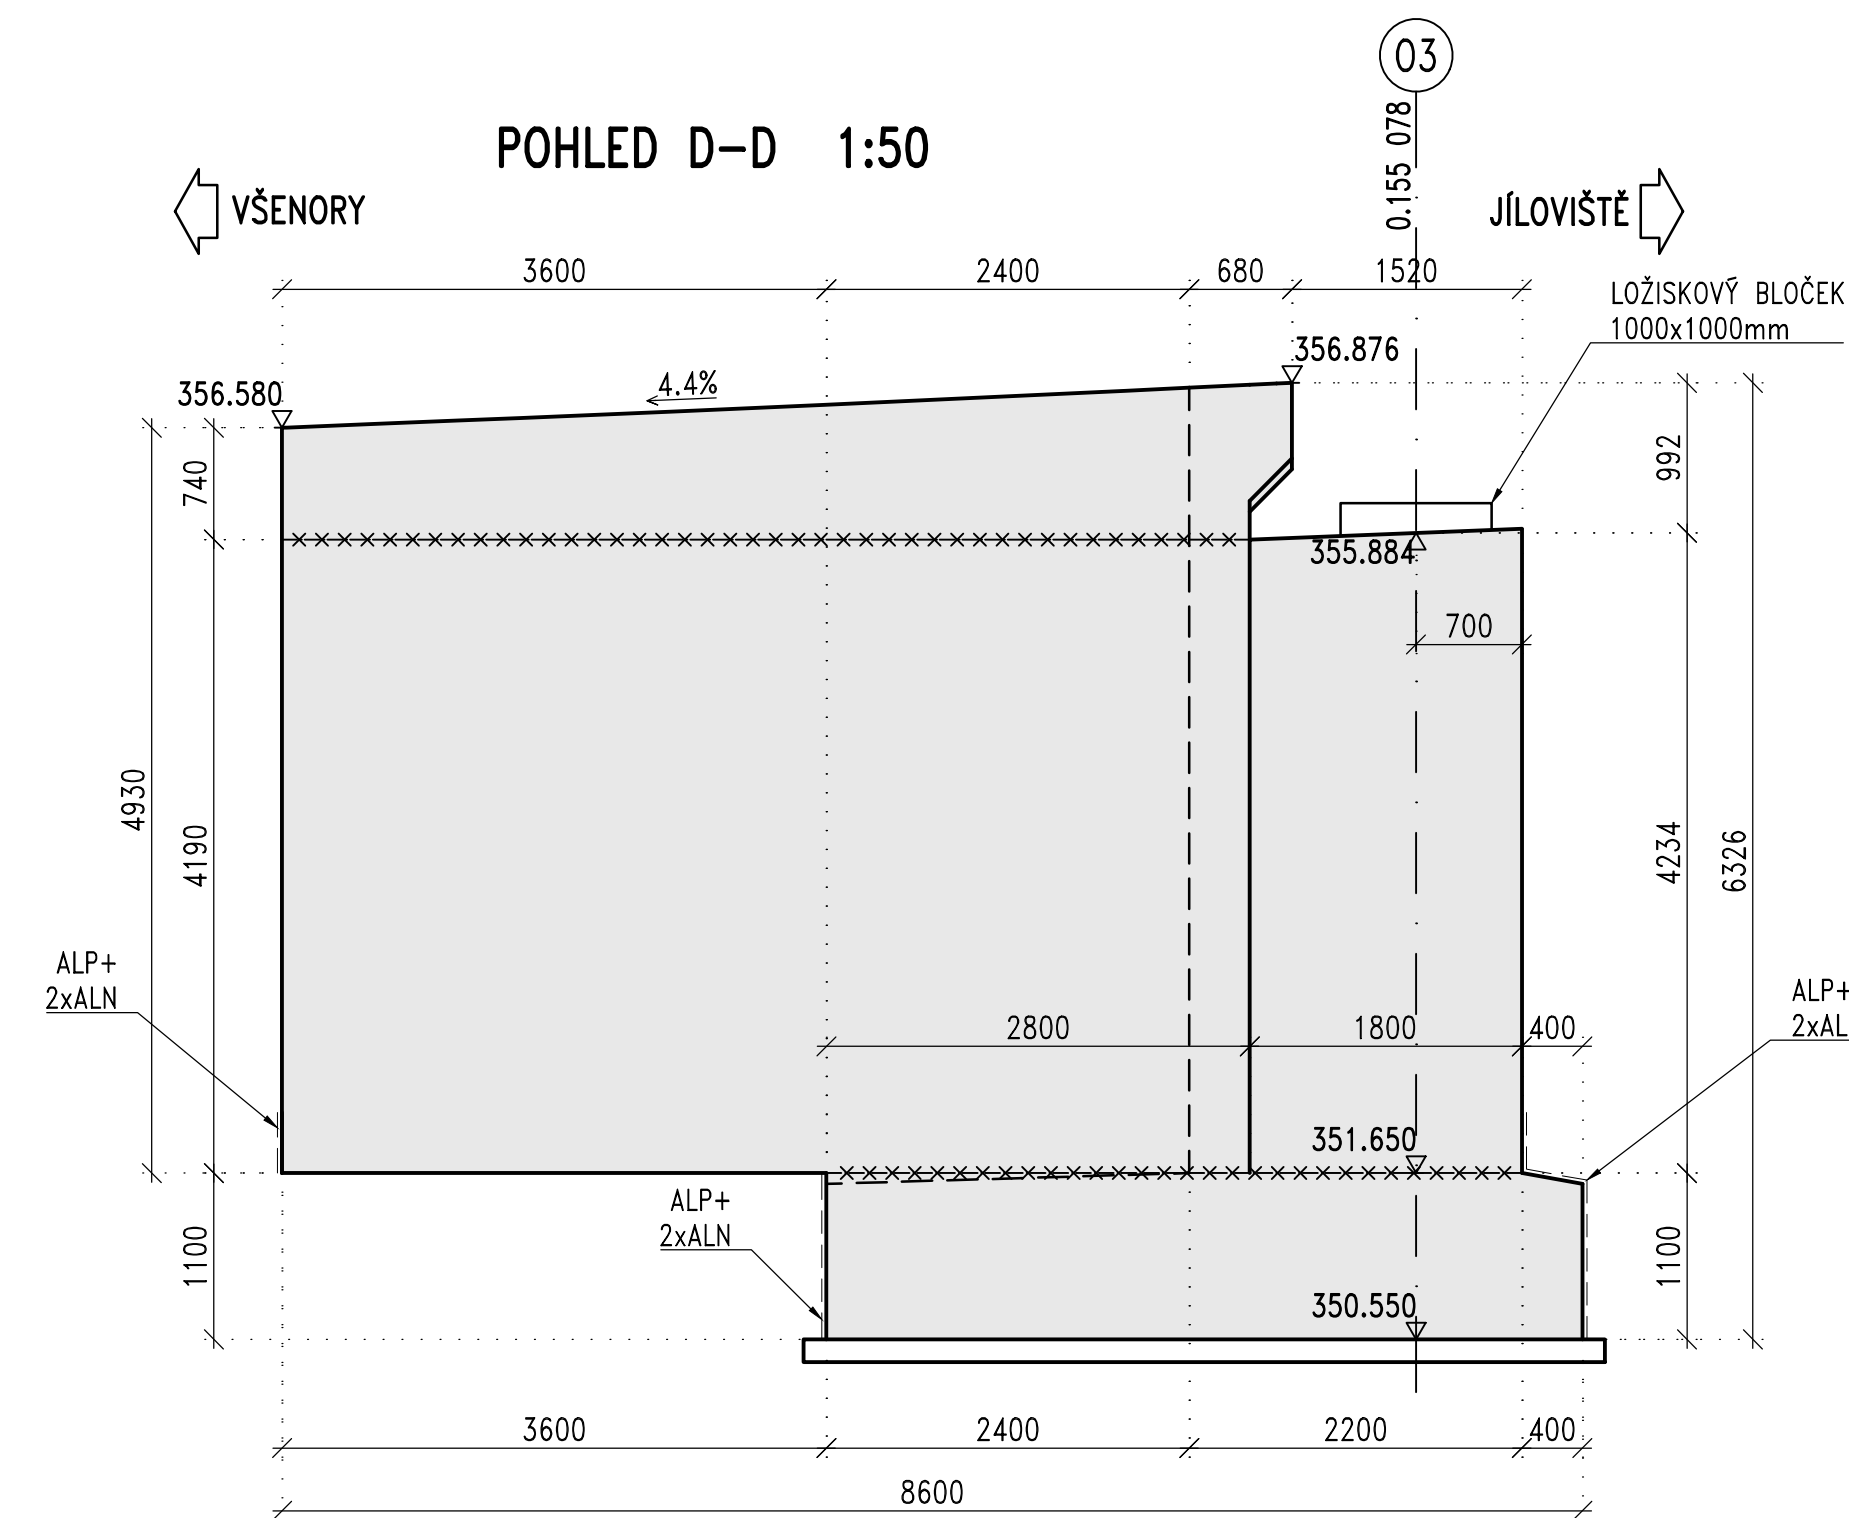 03
0.155 078
POHLED D-D 1:50
VŠENORY
JÍLOVIŠTĚ
3600
2400
680
1520
LOŽISKOVÝ BLOČEK
1000x1000mm
356.876
356.580
4.4%
740
992
355.884
700
4930
4190
4234
6326
ALP+
2xALN
ALP+
2xAL
2800
1800
400
351.650
ALP+
2xALN
1100
1100
350.550
3600
2400
2200
400
8600